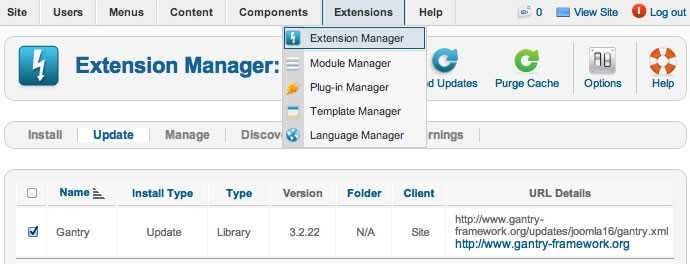 Site Users Menus Content Components Extensions Help 0 View Site Log out
Extension Manager
Module Manager
Plug-in Manager
Template Manager
Language Manager
Extension Manager:
Updates Purge Cache Options Help
Install Update Manage
Name Install Type Type Version Folder Client URL Details
Gantry Update Library 3.2.22 N/A Site
http://www.gantry-
framework.org/updates/joomla16/gantry.xml
http://www.gantry-framework.org